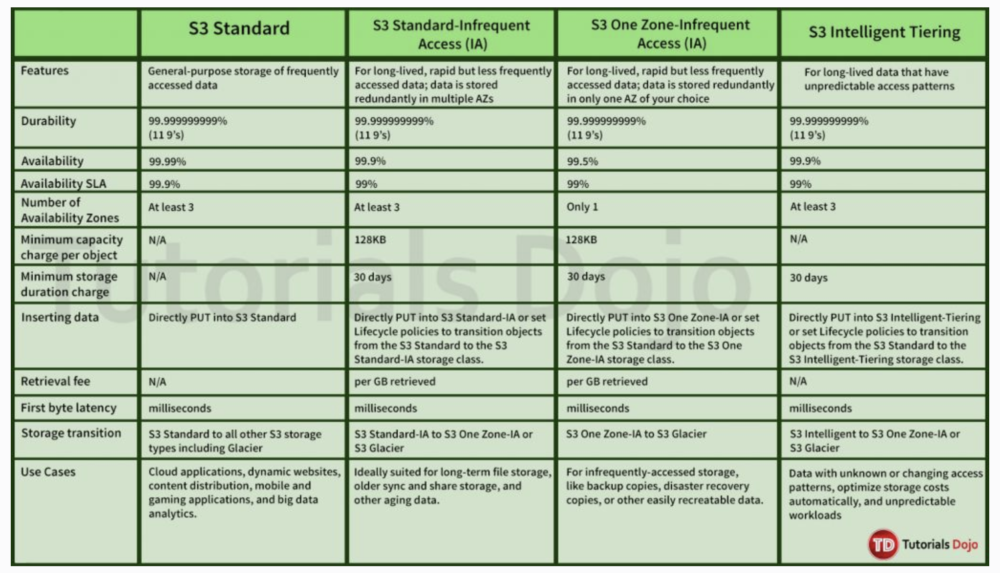 S3 Standard
S3 Standard-Infrequent
Access (IA)
S3 One Zone-Infrequent
Access (IA)
S3 Intelligent Tiering
Features
General-purpose storage of frequently
accessed data
For long-lived, rapid but less frequently
accessed data; data is stored
redundantly in multiple AZs
For long-lived, rapid but less frequently
accessed data; data is stored redundantly
in only one AZ of your choice
For long-lived data that have
unpredictable access patterns
Durability
99.999999999%
(11 9's)
99.999999999%
(11 9's)
99.999999999%
(11 9's)
99.999999999%
(11 9's)
Availability
99.99%
99.9%
99.5%
99.9%
Availability SLA
99.9%
99%
99%
99%
Number of
Availability Zones
At least 3
At least 3
Only 1
At least 3
Minimum capacity
charge per object
N/A
128KB
128KB
N/A
Minimum storage
duration charge
N/A
30 days
30 days
30 days
Tutorials Dojo
Inserting data
Directly PUT into S3 Standard
Directly PUT into S3 Standard-IA or set
Lifecycle policies to transition objects
from the S3 Standard to the S3
Standard-IA storage class.
Directly PUT into S3 One Zone-IA or set
Lifecycle policies to transition objects
from the S3 Standard to the S3 One
Zone-IA storage class.
Directly PUT into S3 Intelligent-Tiering
or set Lifecycle policies to transition
objects from the S3 Standard to the
S3 Intelligent-Tiering storage class.
Retrieval fee
N/A
per GB retrieved
per GB retrieved
N/A
First byte latency
milliseconds
milliseconds
milliseconds
milliseconds
Storage transition
S3 Standard to all other S3 storage
types including Glacier
S3 Standard-IA to S3 One Zone-IA or
S3 Glacier
S3 One Zone-IA to S3 Glacier
S3 Intelligent to S3 One Zone-IA or
S3 Glacier
Use Cases
Cloud applications, dynamic websites,
content distribution, mobile and
gaming applications, and big data
analytics.
Ideally suited for long-term file storage,
older sync and share storage, and
other aging data.
For infrequently-accessed storage,
like backup copies, disaster recovery
copies, or other easily recreatable data.
Data with unknown or changing access
patterns, optimize storage costs
automatically, and unpredictable
workloads
TD Tutorials Dojo